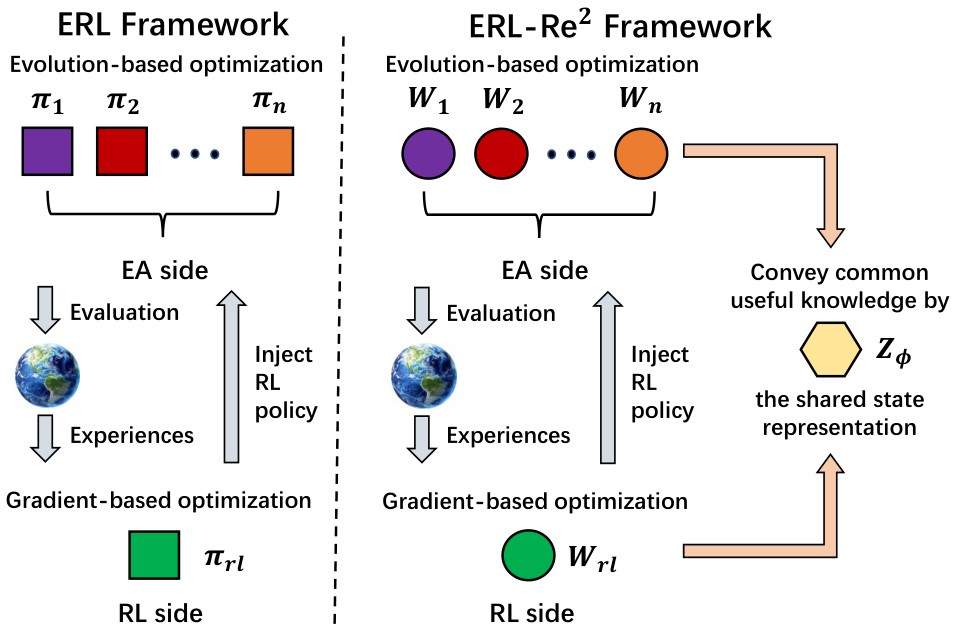 ERL Framework
Evolution-based optimization
π₁ π₂ πₙ
EA side
Evaluation
Inject
RL
policy
Experiences
Gradient-based optimization
π_rl
RL side
ERL-Re² Framework
Evolution-based optimization
W₁ W₂ Wₙ
EA side
Evaluation
Inject
RL
policy
Experiences
Gradient-based optimization
W_rl
RL side
Convey common
useful knowledge by
Z_ϕ
the shared state
representation